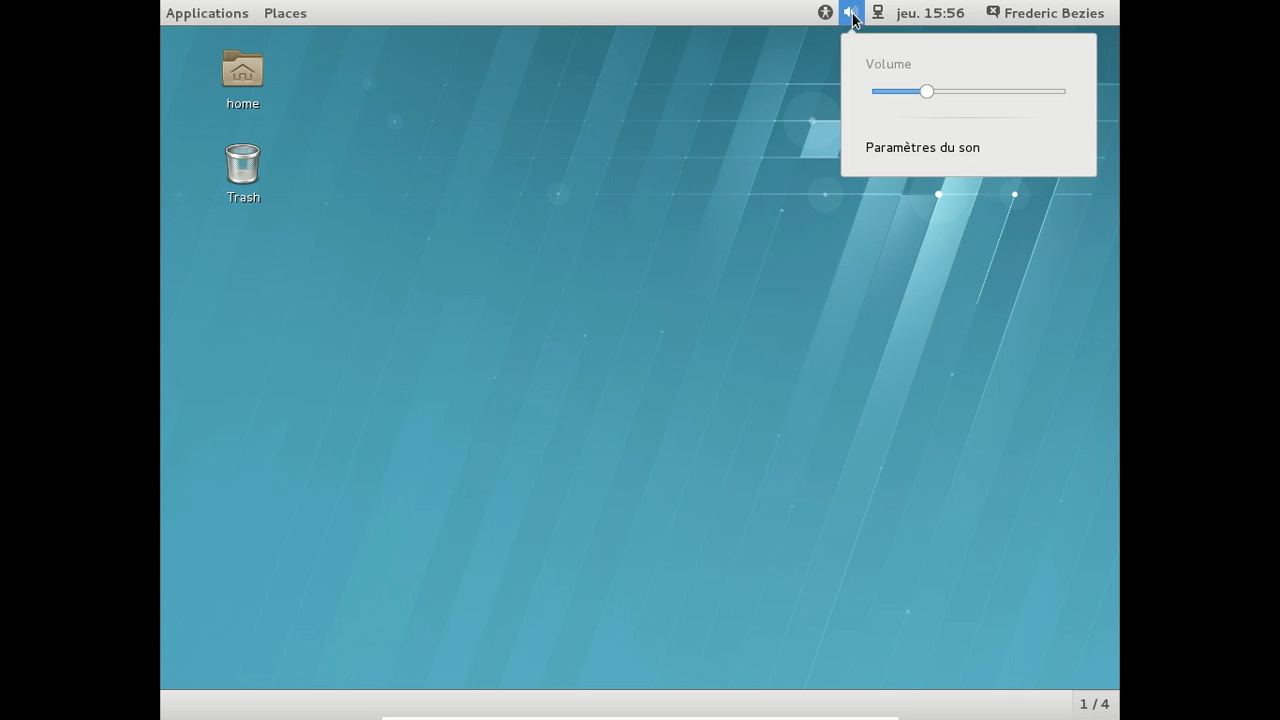 Applications Places jeu. 15:56 Frederic Bezies
Volume
Paramètres du son
home
Trash
1 / 4